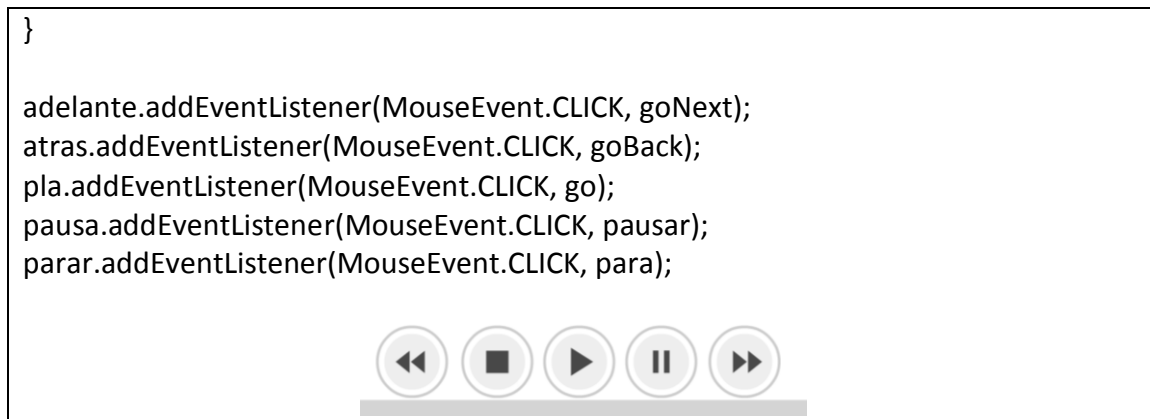 }
adelante.addEventListener(MouseEvent.CLICK, goNext);
atras.addEventListener(MouseEvent.CLICK, goBack);
pla.addEventListener(MouseEvent.CLICK, go);
pausa.addEventListener(MouseEvent.CLICK, pausar);
parar.addEventListener(MouseEvent.CLICK, para);